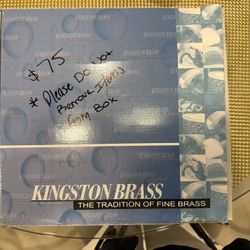 $75
* Please Do Not
Remove Items
From Box
KINGSTON BRASS
THE TRADITION OF FINE BRASS